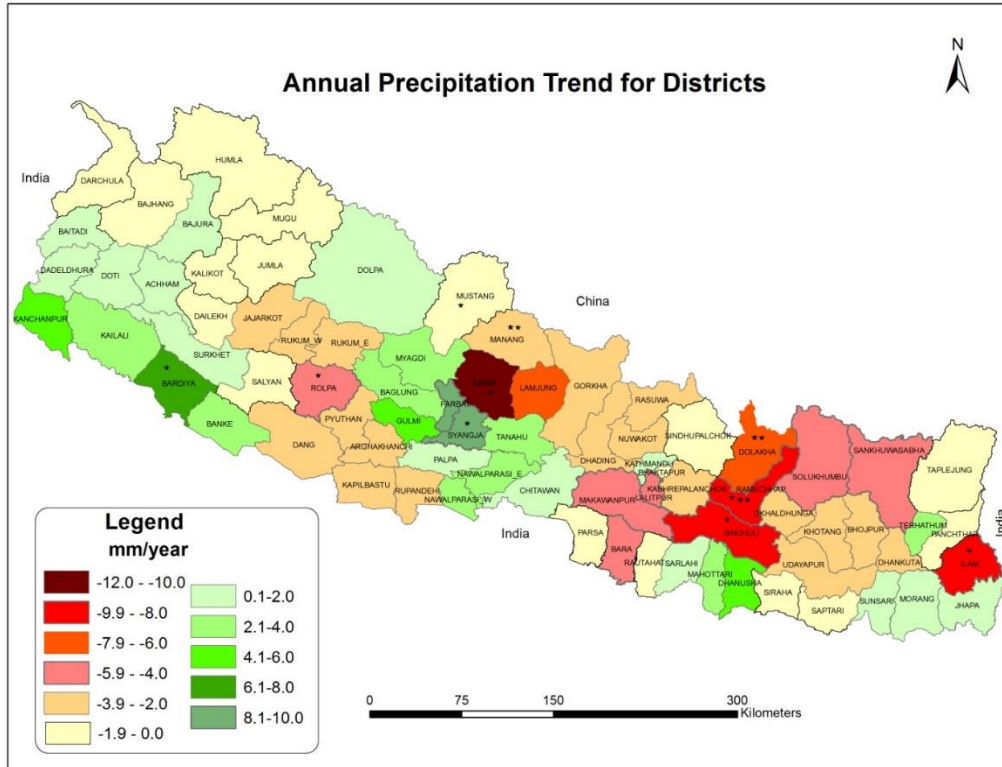 N
Annual Precipitation Trend for Districts
India
DARCHULA
HUMLA
BAJHANG
BAJURA
MUGU
BAITADI
DADELDHURA
DOTI
ACHHAM
KALIKOT
JUMLA
DOLPA
MUSTANG
★
China
KANCHANPUR
KAILALI
DAILEKH
JAJARKOT
RUKUM_W
RUKUM_E
MYAGDI
MANANG
★★
SURKHET
BARDIYA
★
SALYAN
ROLPA
★
BAGLUNG
LAMJUNG
GORKHA
RASUWA
BANKE
PYUTHAN
GULMI
SYANGJA
★
TANAHU
NUWAKOT
SINDHUPALCHOK
DOLAKHA
★★
SOLUKHUMBU
SANKHUWASABHA
TAPLEJUNG
DANG
ARGHAKHANCHI
PALPA
DHADING
KATHMANDU
BHAKTAPUR
LALITPUR
KABHREPALANCHOK
RAMECHHAP
KAPILBASTU
RUPANDEHI
NAWALPARASI_E
NAWALPARASI_W
CHITAWAN
MAKAWANPUR
SINDHULI
KHOTANG
BHOJPUR
TERHATHUM
PANCHTHAR
India
India
PARSA
BARA
RAUTAHAT
SARLAHI
MAHOTTARI
DHANUSHA
UDAYAPUR
DHANKUTA
ILAM
★
SIRAHA
SAPTARI
SUNSARI
MORANG
JHAPA
Legend
mm/year
-12.0 - -10.0
-9.9 - -8.0
-7.9 - -6.0
-5.9 - -4.0
-3.9 - -2.0
-1.9 - 0.0
0.1-2.0
2.1-4.0
4.1-6.0
6.1-8.0
8.1-10.0
0 75 150 300
Kilometers